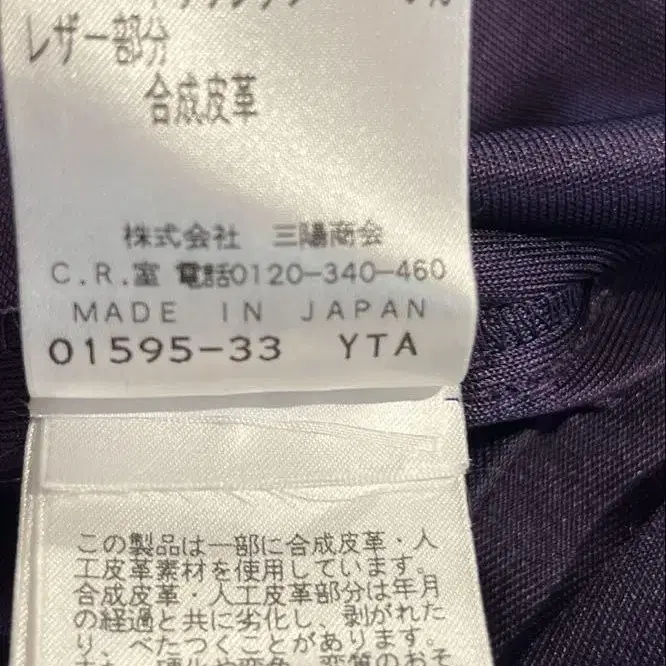 レザー部分
合成皮革
株式会社 三陽商会
C.R.室 電話0120-340-460
MADE IN JAPAN
01595-33 YTA
この製品は一部に合成皮革・人
工皮革素材を使用しています。
合成皮革・人工皮革部分は年月
の経過と共に劣化し、剥がれた
り、べたつくことがあります。